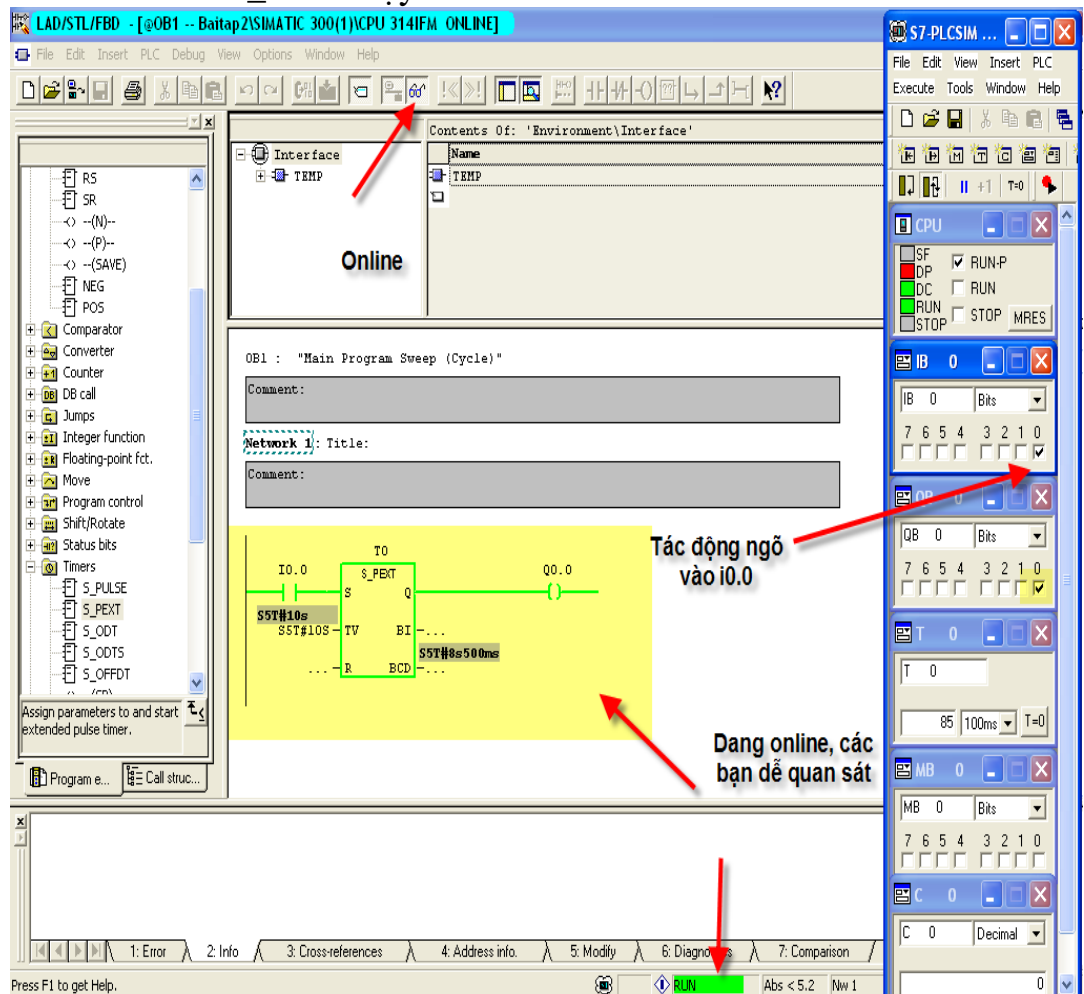 LAD/STL/FBD - [@OB1 -- Baitap2\SIMATIC 300(1)\CPU 314IFM ONLINE]
File Edit Insert PLC Debug View Options Window Help
Contents Of: 'Environment\Interface'
Interface
TEMP
Name
TEMP
Online
RS
SR
--(N)--
--(P)--
--(SAVE)
NEG
POS
Comparator
Converter
Counter
DB call
Jumps
Integer function
Floating-point fct.
Move
Program control
Shift/Rotate
Status bits
Timers
S_PULSE
S_PEXT
S_ODT
S_ODTS
S_OFFDT
Assign parameters to and start
extended pulse timer.
Program e...
Call struc...
OB1 : "Main Program Sweep (Cycle)"
Comment:
Network 1: Title:
Comment:
T0
I0.0 S_PEXT Q0.0
S Q
S5T#10s
S5T#10S TV BI ...
S5T#8s500ms
... R BCD ...
Tác động ngõ
vào i0.0
Dang online, các
bạn dễ quan sát
1: Error
2: Info
3: Cross-references
4: Address info.
5: Modify
6: Diagnostics
7: Comparison
Press F1 to get Help.
RUN
Abs < 5.2
Nw 1
S7-PLCSIM ...
File Edit View Insert PLC
Execute Tools Window Help
+1
T=0
CPU
SF
DP
DC
RUN
STOP
RUN-P
RUN
STOP
MRES
IB 0
IB 0 Bits
7 6 5 4 3 2 1 0
QB 0
QB 0 Bits
7 6 5 4 3 2 1 0
T 0
T 0
85 100ms T=0
MB 0
MB 0 Bits
7 6 5 4 3 2 1 0
C 0
C 0 Decimal
0